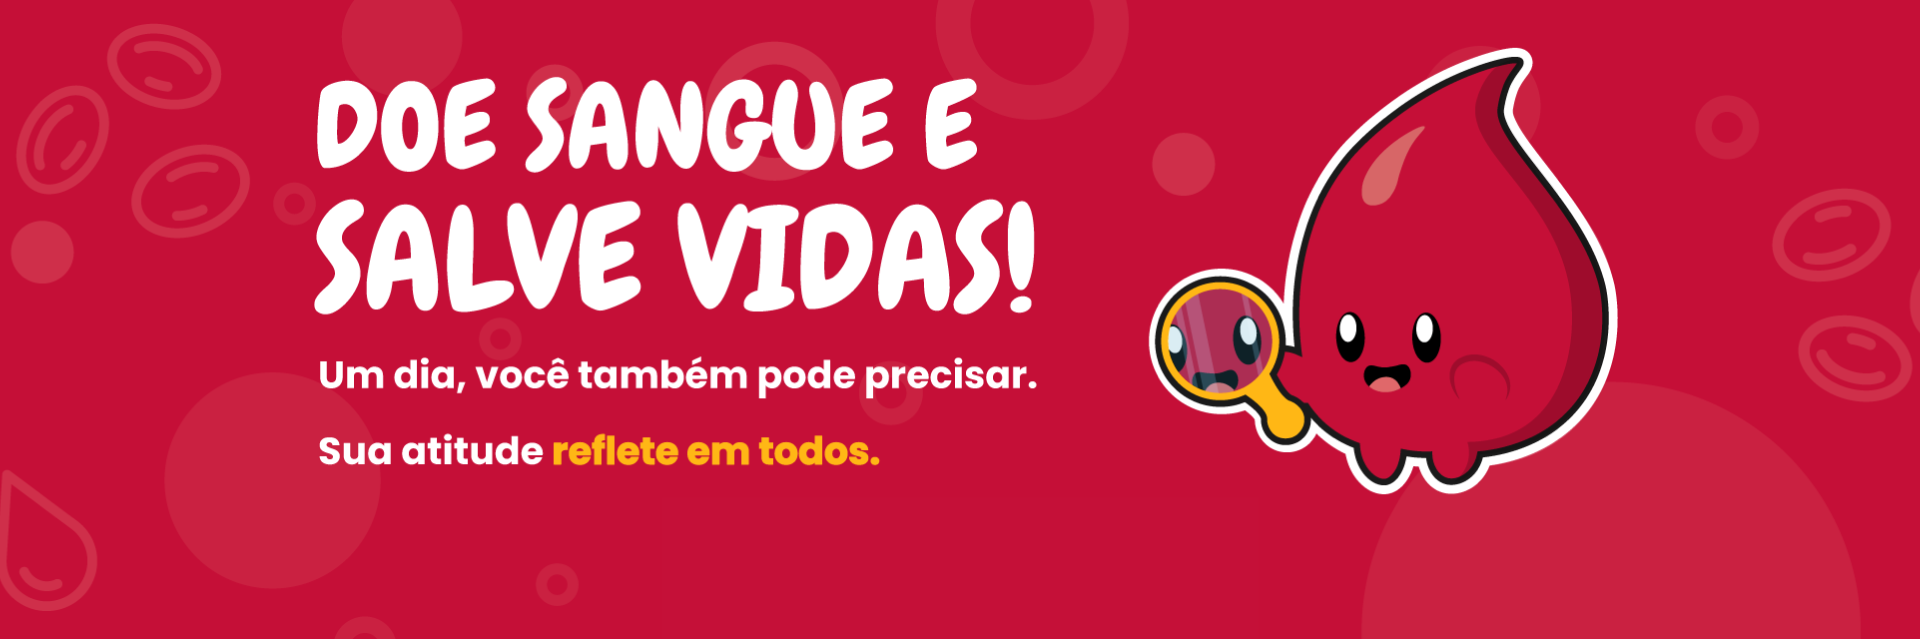 DOE SANGUE E
SALVE VIDAS!
Um dia, você também pode precisar.
Sua atitude reflete em todos.